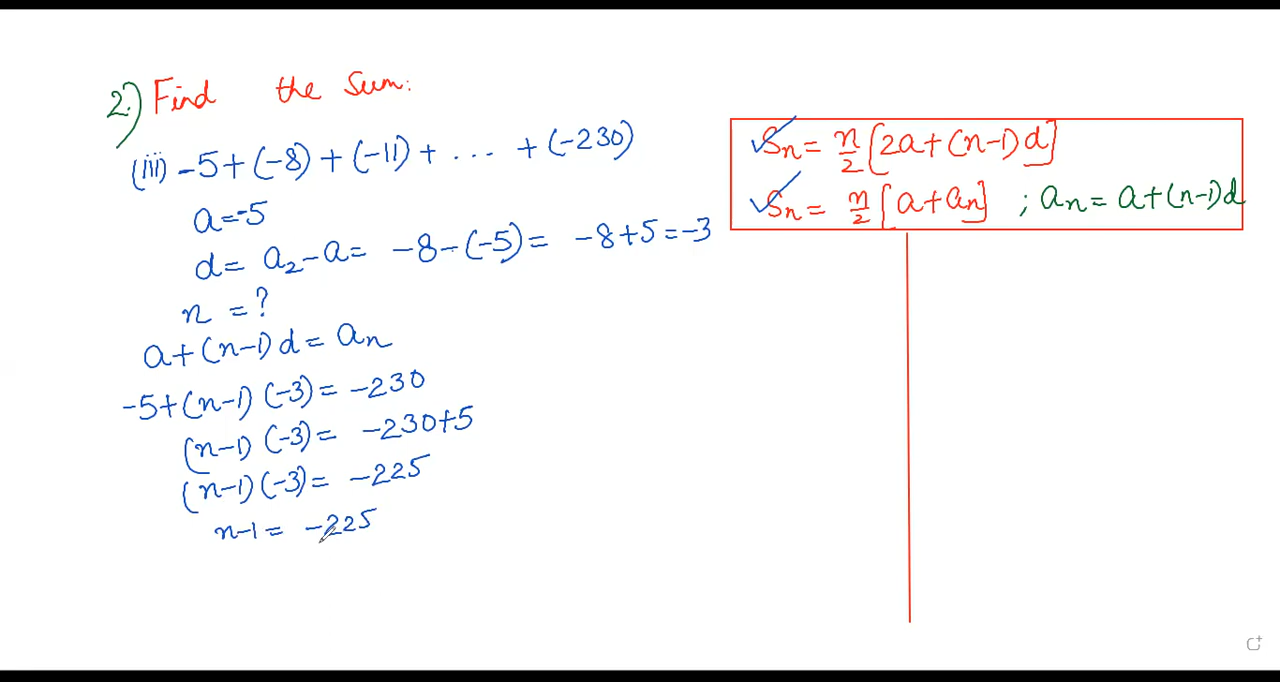 2.) Find the Sum:
(iii) -5+(-8)+(-11)+ ... +(-230)
a=-5
d= a₂-a= -8-(-5)= -8+5=-3
n =?
a+(n-1)d= aₙ
-5+(n-1)(-3)= -230
(n-1)(-3)= -230+5
(n-1)(-3)= -225
n-1= -225
Sₙ= n/2[2a+(n-1)d]
Sₙ= n/2[a+aₙ] ; aₙ= a+(n-1)d